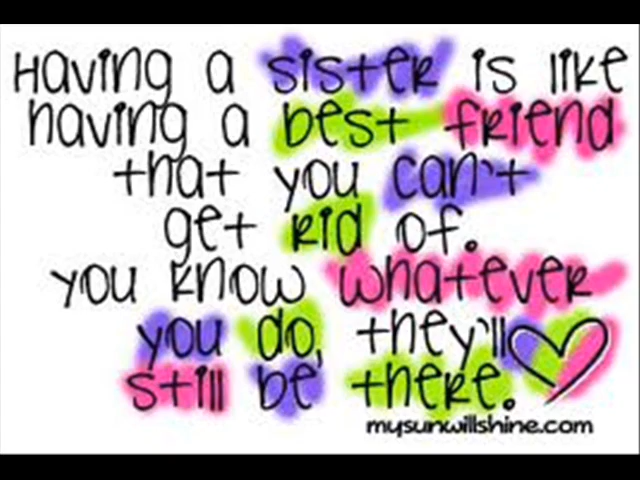 Having a sister is like
having a best friend
that you can't
get rid of.
you know whatever
you do, they'll
still be there.
mysunwillshine.com